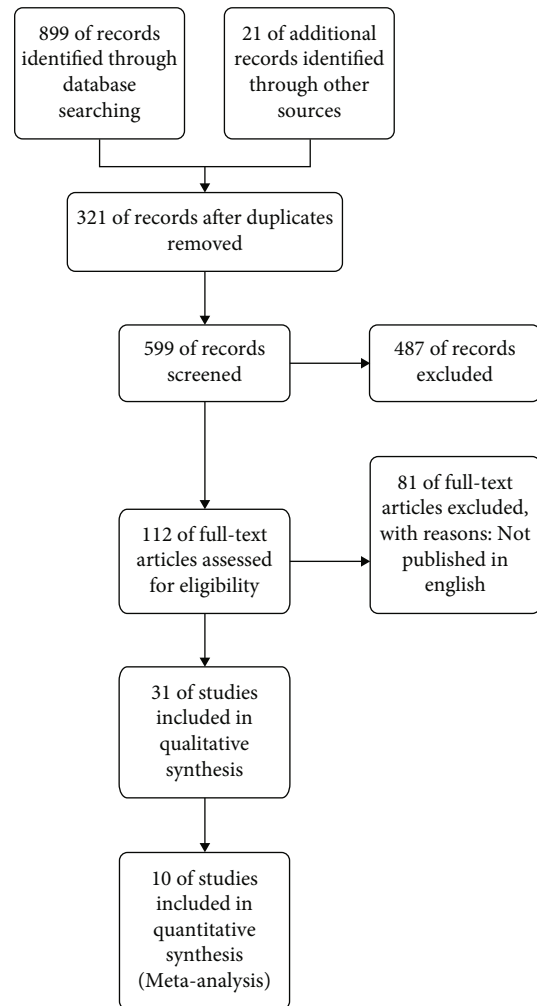 899 of records
identified through
database
searching
21 of additional
records identified
through other
sources
321 of records after duplicates
removed
599 of records
screened
487 of records
excluded
81 of full-text
articles excluded,
with reasons: Not
published in
english
112 of full-text
articles assessed
for eligibility
31 of studies
included in
qualitative
synthesis
10 of studies
included in
quantitative
synthesis
(Meta-analysis)